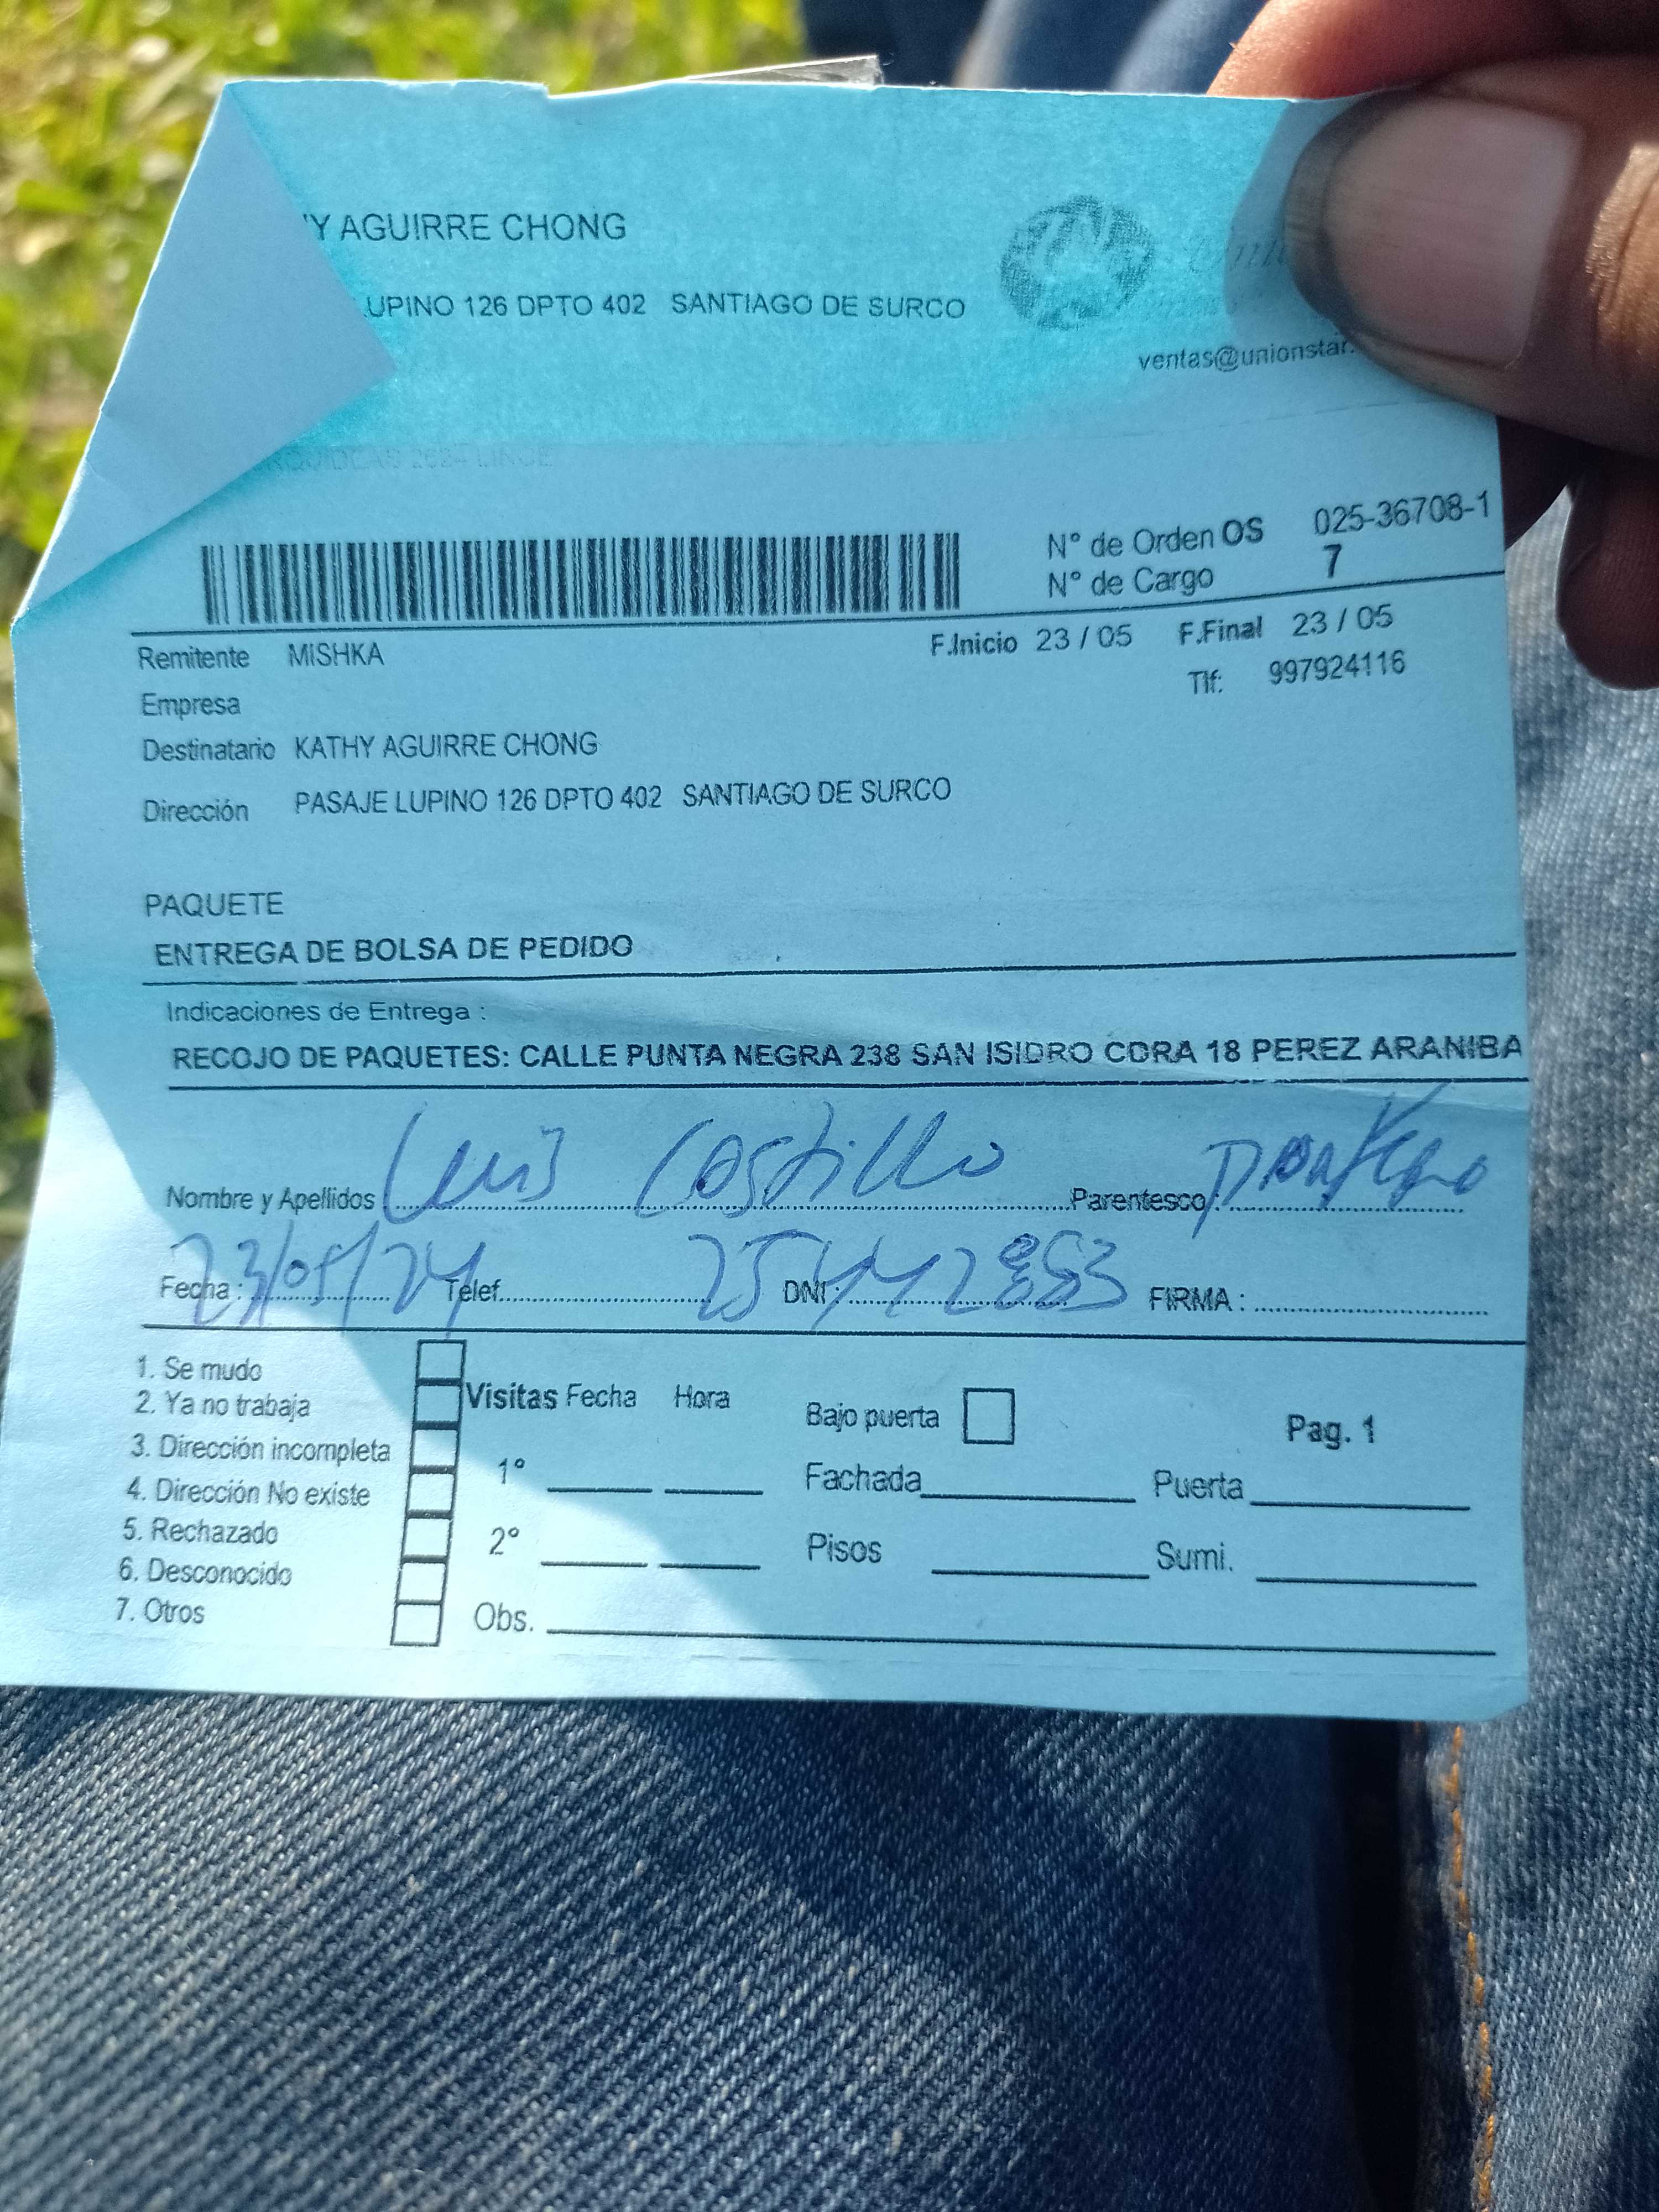 Y AGUIRRE CHONG
LUPINO 126 DPTO 402 SANTIAGO DE SURCO
ventas@unionstar.
2624 LINCE
N° de Orden OS 025-36708-1
N° de Cargo 7
Remitente MISHKA F.Inicio 23 / 05 F.Final 23 / 05
Empresa Tlf: 997924116
Destinatario KATHY AGUIRRE CHONG
Dirección PASAJE LUPINO 126 DPTO 402 SANTIAGO DE SURCO
PAQUETE
ENTREGA DE BOLSA DE PEDIDO
Indicaciones de Entrega :
RECOJO DE PAQUETES: CALLE PUNTA NEGRA 238 SAN ISIDRO CDRA 18 PEREZ ARANIBA
Nombre y Apellidos Luis Castillo Parentesco:
Fecha : 23/05/24 Telef. DNI : FIRMA :
1. Se mudo
2. Ya no trabaja
3. Dirección incompleta
4. Dirección No existe
5. Rechazado
6. Desconocido
7. Otros
Visitas Fecha Hora Bajo puerta Pag. 1
1° Fachada Puerta
2° Pisos Sumi.
Obs.